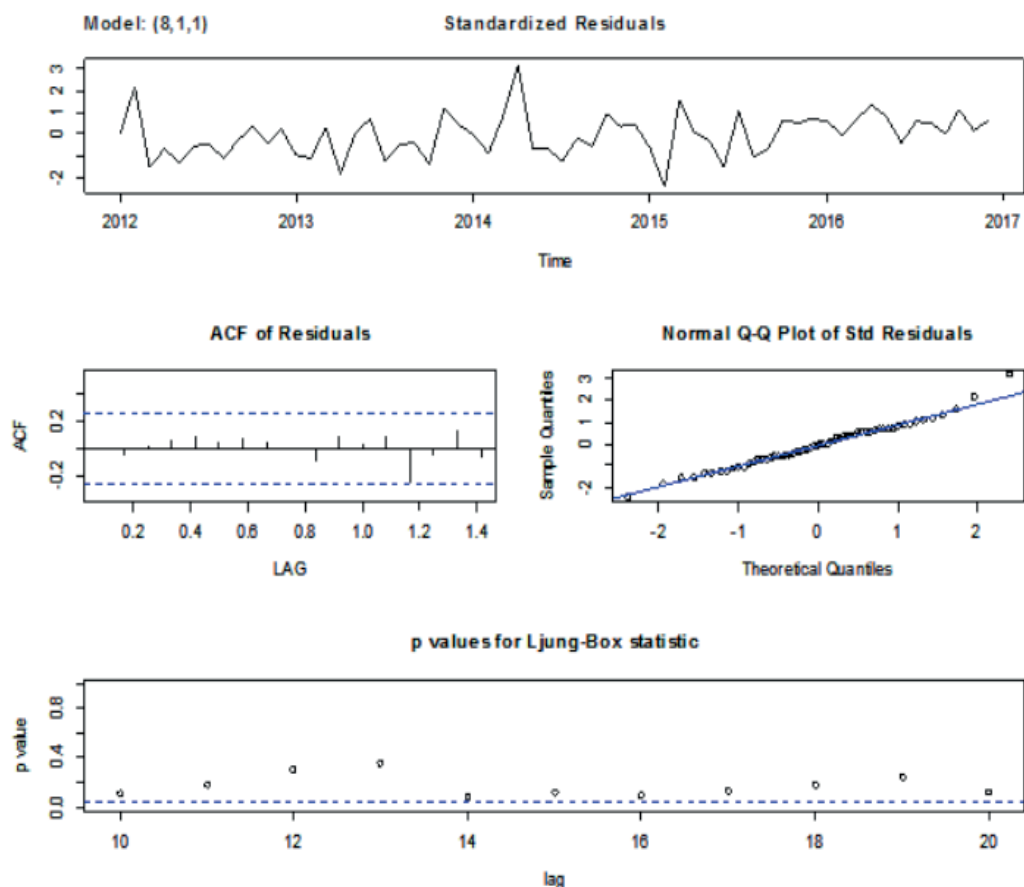 Model: (8,1,1) Standardized Residuals
3
2
1
0
-2
2012 2013 2014 2015 2016 2017
Time
ACF of Residuals
ACF
0.2
-0.2
0.2 0.4 0.6 0.8 1.0 1.2 1.4
LAG
Normal Q-Q Plot of Std Residuals
Sample Quantiles
3
2
1
0
-2
-2 -1 0 1 2
Theoretical Quantiles
p values for Ljung-Box statistic
p value
0.8
0.4
0.0
10 12 14 16 18 20
lag